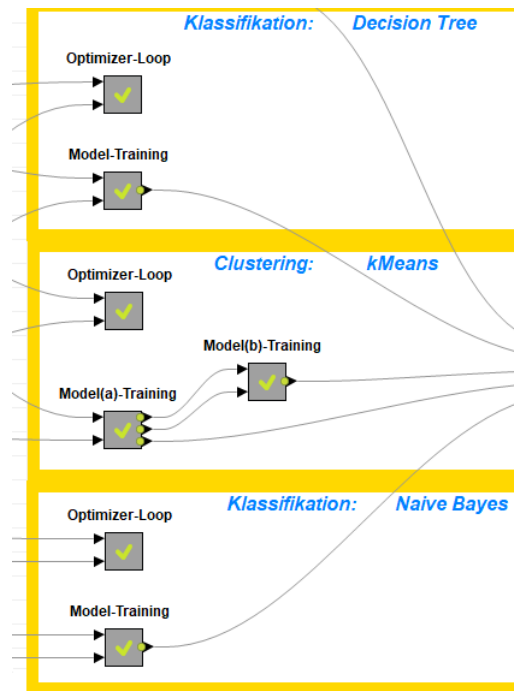 Klassifikation: Decision Tree
Optimizer-Loop
Model-Training
Clustering: kMeans
Optimizer-Loop
Model(b)-Training
Model(a)-Training
Klassifikation: Naive Bayes
Optimizer-Loop
Model-Training